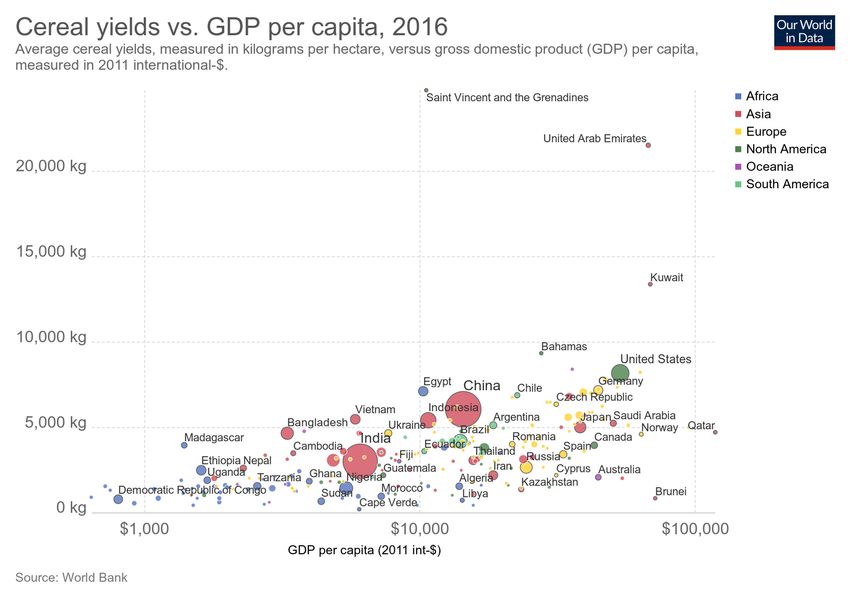 Cereal yields vs. GDP per capita, 2016
Average cereal yields, measured in kilograms per hectare, versus gross domestic product (GDP) per capita,
measured in 2011 international-$.
Our World
in Data
Saint Vincent and the Grenadines
United Arab Emirates
Africa
Asia
Europe
North America
Oceania
South America
20,000 kg
15,000 kg
Kuwait
10,000 kg
Bahamas
United States
Egypt
China
Chile
Germany
Czech Republic
Vietnam
Indonesia
5,000 kg
Bangladesh
Ukraine
Argentina
Japan
Saudi Arabia
Qatar
Norway
Madagascar
India
Brazil
Romania
Canada
Cambodia
Ecuador
Thailand
Spain
Ethiopia
Nepal
Fiji
Russia
Uganda
Ghana
Guatemala
Iran
Cyprus
Australia
Tanzania
Nigeria
Algeria
Kazakhstan
Democratic Republic of Congo
Sudan
Morocco
Libya
Brunei
Cape Verde
0 kg
$1,000
$10,000
$100,000
GDP per capita (2011 int-$)
Source: World Bank